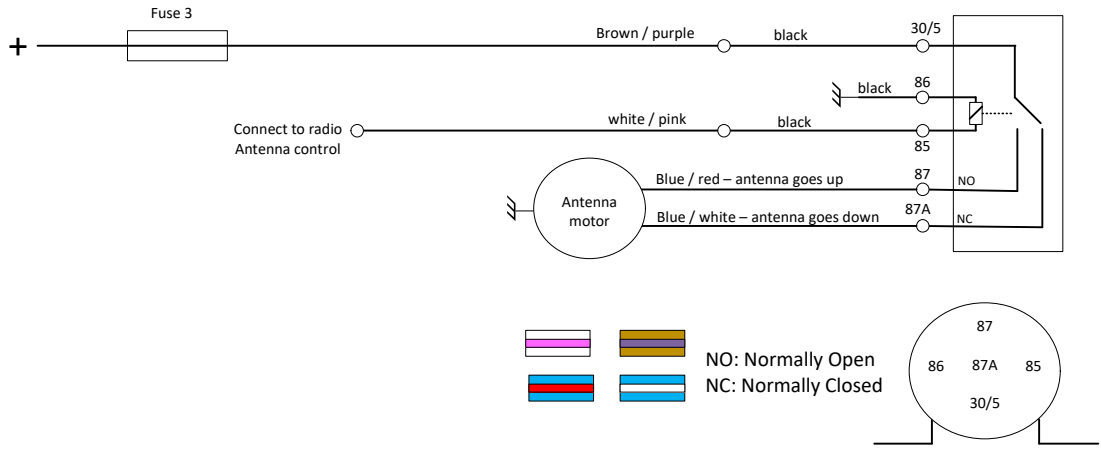 Fuse 3
+
Brown / purple
black
30/5
86
black
Connect to radio
Antenna control
white / pink
black
85
Antenna
motor
Blue / red – antenna goes up
87
NO
Blue / white – antenna goes down
87A
NC
NO: Normally Open
NC: Normally Closed
87
86 87A 85
30/5